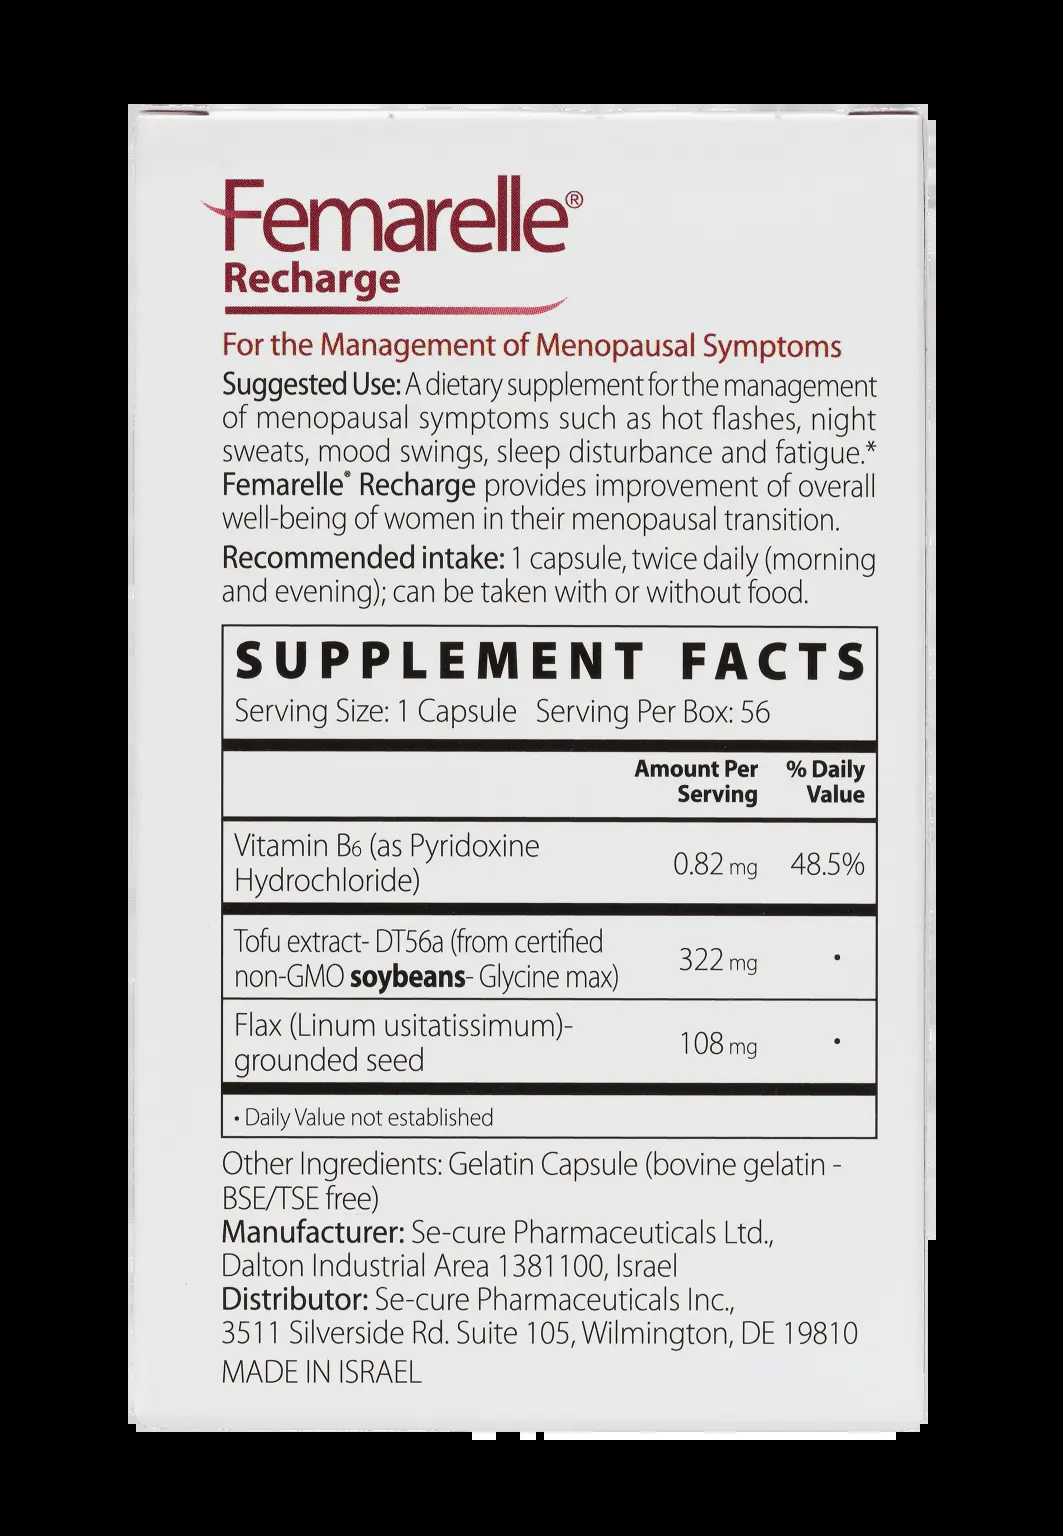 Femarelle®
Recharge
For the Management of Menopausal Symptoms
Suggested Use: A dietary supplement for the management
of menopausal symptoms such as hot flashes, night
sweats, mood swings, sleep disturbance and fatigue.*
Femarelle® Recharge provides improvement of overall
well-being of women in their menopausal transition.
Recommended intake: 1 capsule, twice daily (morning
and evening); can be taken with or without food.
SUPPLEMENT FACTS
Serving Size: 1 Capsule Serving Per Box: 56
Amount Per % Daily
Serving Value
Vitamin B6 (as Pyridoxine
Hydrochloride) 0.82 mg 48.5%
Tofu extract- DT56a (from certified
non-GMO soybeans- Glycine max) 322 mg •
Flax (Linum usitatissimum)-
grounded seed 108 mg •
• Daily Value not established
Other Ingredients: Gelatin Capsule (bovine gelatin -
BSE/TSE free)
Manufacturer: Se-cure Pharmaceuticals Ltd.,
Dalton Industrial Area 1381100, Israel
Distributor: Se-cure Pharmaceuticals Inc.,
3511 Silverside Rd. Suite 105, Wilmington, DE 19810
MADE IN ISRAEL